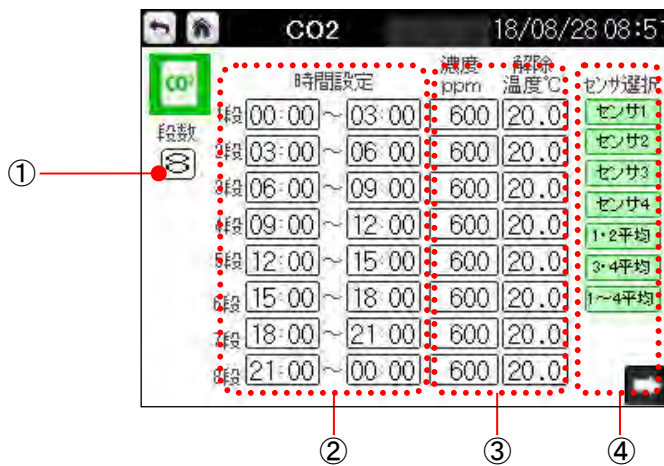 CO2 18/08/28 08:5
CO²
時間設定
濃度 ppm
解除 温度℃
センサ選択
段数
8
①
1段 00:00 ~ 03:00 600 20.0
2段 03:00 ~ 06:00 600 20.0
3段 06:00 ~ 09:00 600 20.0
4段 09:00 ~ 12:00 600 20.0
5段 12:00 ~ 15:00 600 20.0
6段 15:00 ~ 18:00 600 20.0
7段 18:00 ~ 21:00 600 20.0
8段 21:00 ~ 00:00 600 20.0
センサ1
センサ2
センサ3
センサ4
1・2平均
3・4平均
1~4平均
② ③ ④